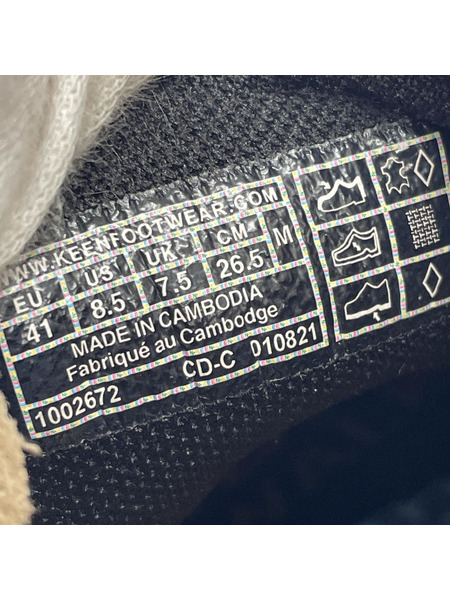 WWW.KEENFOOTWEAR.COM
EU US UK CM M
41 8.5 7.5 26.5
MADE IN CAMBODIA
Fabriqué au Cambodge
1002672 CD-C 010821